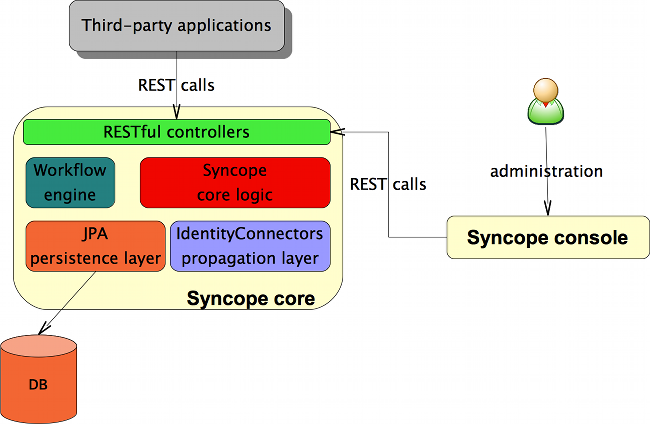 Third-party applications
REST calls
RESTful controllers
Workflow
engine
Syncope
core logic
REST calls
administration
JPA
persistence layer
IdentityConnectors
propagation layer
Syncope console
Syncope core
DB